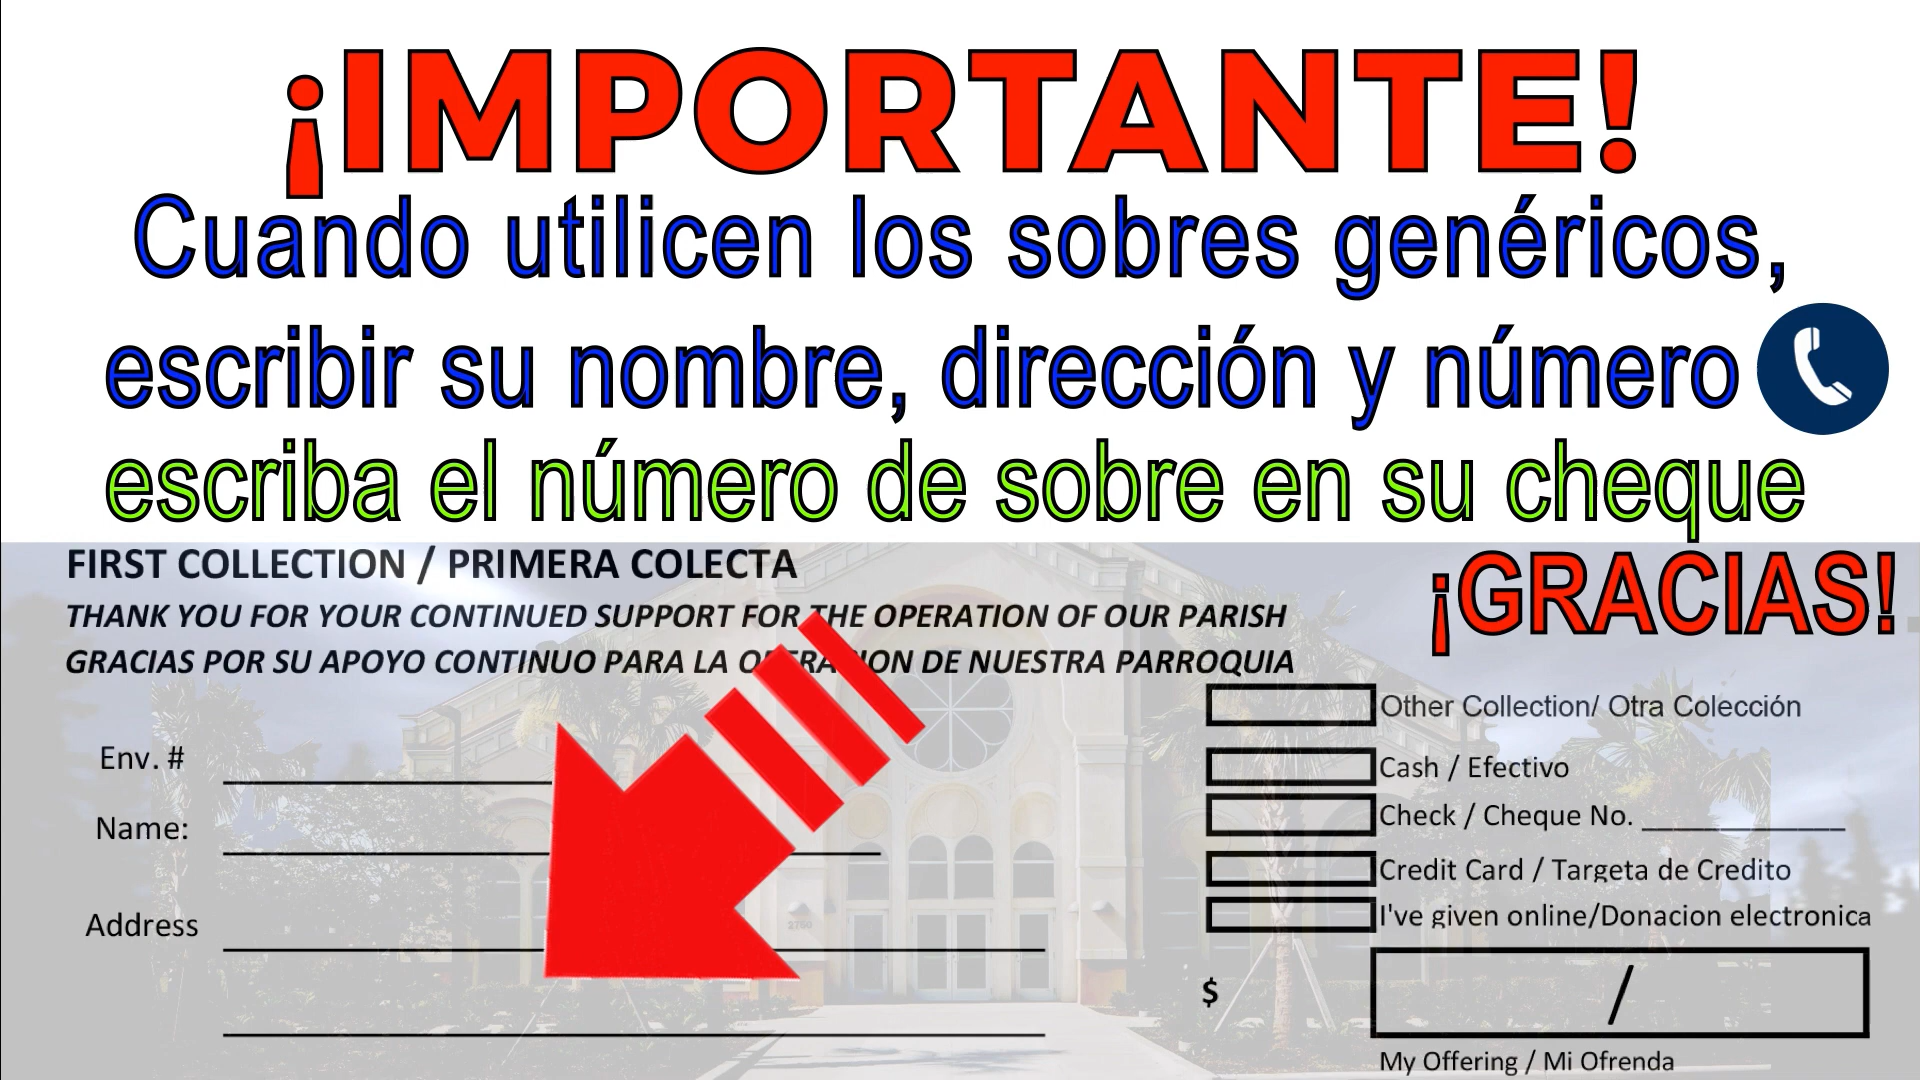 ¡IMPORTANTE!
Cuando utilicen los sobres genéricos,
escribir su nombre, dirección y número
escriba el número de sobre en su cheque
¡GRACIAS!
FIRST COLLECTION / PRIMERA COLECTA
THANK YOU FOR YOUR CONTINUED SUPPORT FOR THE OPERATION OF OUR PARISH
GRACIAS POR SU APOYO CONTINUO PARA LA OPERACION DE NUESTRA PARROQUIA
Env. #
Name:
Address
Other Collection/ Otra Colección
Cash / Efectivo
Check / Cheque No. _____________
Credit Card / Targeta de Credito
I've given online/Donacion electronica
$ /
My Offering / Mi Ofrenda
2760